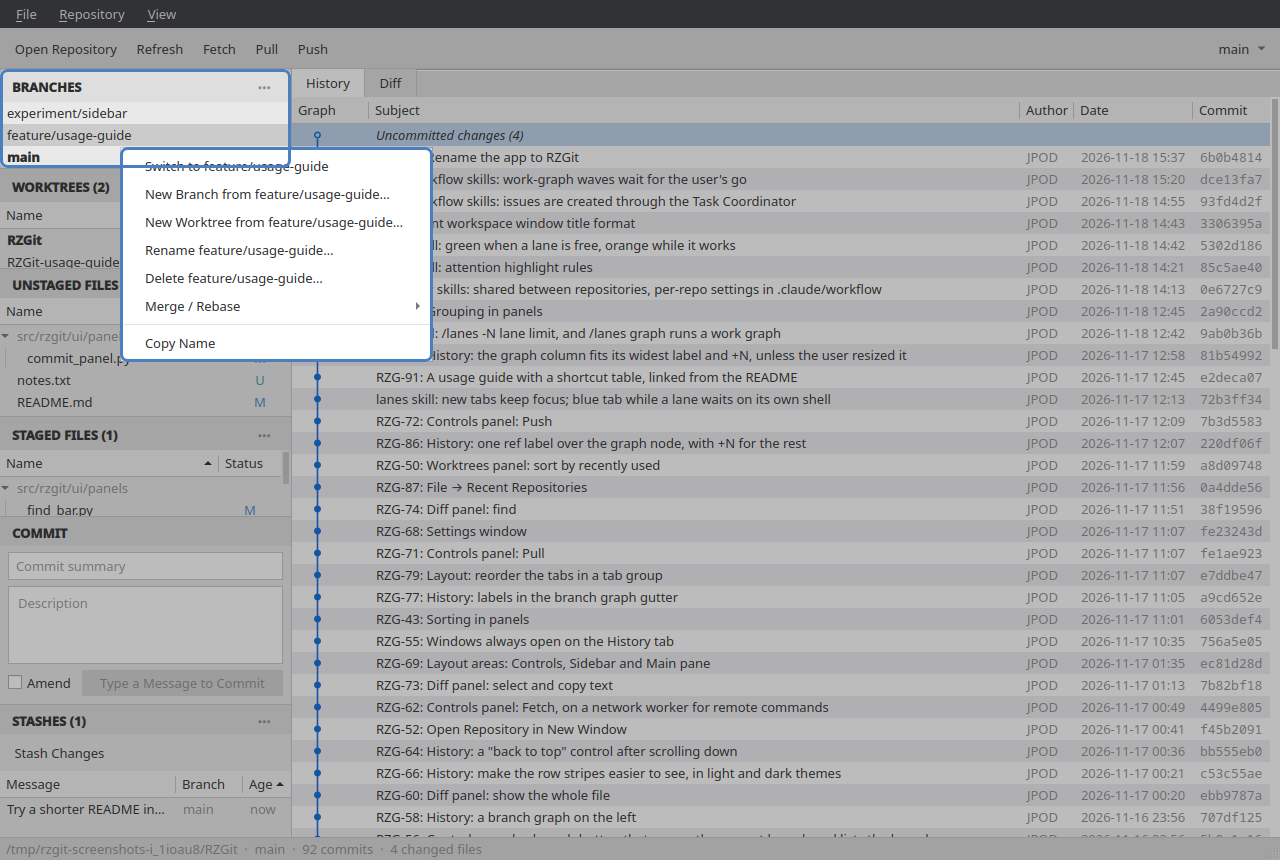 File Repository View
Open Repository Refresh Fetch Pull Push main
BRANCHES ···
experiment/sidebar
feature/usage-guide
main
WORKTREES (2)
Name
RZGit
RZGit-usage-guide
UNSTAGED FILES
Name
src/rzgit/ui/panel
commit_panel.py
notes.txt U
README.md M
STAGED FILES (1) ···
Name Status
src/rzgit/ui/panels
find_bar.py M
COMMIT
Commit summary
Description
Amend Type a Message to Commit
STASHES (1) ···
Stash Changes
Message Branch Age
Try a shorter README in... main now
Switch to feature/usage-guide
New Branch from feature/usage-guide...
New Worktree from feature/usage-guide...
Rename feature/usage-guide...
Delete feature/usage-guide...
Merge / Rebase
Copy Name
History Diff
Graph Subject Author Date Commit
Uncommitted changes (4)
ename the app to RZGit JPOD 2026-11-18 15:37 6b0b4814
kflow skills: work-graph waves wait for the user's go JPOD 2026-11-18 15:20 dce13fa7
kflow skills: issues are created through the Task Coordinator JPOD 2026-11-18 14:55 93fd4d2f
nt workspace window title format JPOD 2026-11-18 14:43 3306395a
ll: green when a lane is free, orange while it works JPOD 2026-11-18 14:42 5302d186
ll: attention highlight rules JPOD 2026-11-18 14:21 85c5ae40
skills: shared between repositories, per-repo settings in .claude/workflow JPOD 2026-11-18 14:13 0e6727c9
Grouping in panels JPOD 2026-11-18 12:45 2a90ccd2
l: /lanes -N lane limit, and /lanes graph runs a work graph JPOD 2026-11-18 12:42 9ab0b36b
History: the graph column fits its widest label and +N, unless the user resized it JPOD 2026-11-17 12:58 81b54992
RZG-91: A usage guide with a shortcut table, linked from the README JPOD 2026-11-17 12:45 e2deca07
lanes skill: new tabs keep focus; blue tab while a lane waits on its own shell JPOD 2026-11-17 12:13 72b3ff34
RZG-72: Controls panel: Push JPOD 2026-11-17 12:09 7b3d5583
RZG-86: History: one ref label over the graph node, with +N for the rest JPOD 2026-11-17 12:07 220df06f
RZG-50: Worktrees panel: sort by recently used JPOD 2026-11-17 11:59 a8d09748
RZG-87: File → Recent Repositories JPOD 2026-11-17 11:56 0a4dde56
RZG-74: Diff panel: find JPOD 2026-11-17 11:51 38f19596
RZG-68: Settings window JPOD 2026-11-17 11:07 fe23243d
RZG-71: Controls panel: Pull JPOD 2026-11-17 11:07 fe1ae923
RZG-79: Layout: reorder the tabs in a tab group JPOD 2026-11-17 11:07 e7ddbe47
RZG-77: History: labels in the branch graph gutter JPOD 2026-11-17 11:05 a9cd652e
RZG-43: Sorting in panels JPOD 2026-11-17 11:01 6053def4
RZG-55: Windows always open on the History tab JPOD 2026-11-17 10:35 756a5e05
RZG-69: Layout areas: Controls, Sidebar and Main pane JPOD 2026-11-17 01:35 ec81d28d
RZG-73: Diff panel: select and copy text JPOD 2026-11-17 01:13 7b82bf18
RZG-62: Controls panel: Fetch, on a network worker for remote commands JPOD 2026-11-17 00:49 4499e805
RZG-52: Open Repository in New Window JPOD 2026-11-17 00:41 f45b2091
RZG-64: History: a "back to top" control after scrolling down JPOD 2026-11-17 00:36 bb555eb0
RZG-66: History: make the row stripes easier to see, in light and dark themes JPOD 2026-11-17 00:21 c53c55ae
RZG-60: Diff panel: show the whole file JPOD 2026-11-17 00:20 ebb9787a
RZG-58: History: a branch graph on the left JPOD 2026-11-16 23:56 707df125
/tmp/rzgit-screenshots-i_1ioau8/RZGit · main · 92 commits · 4 changed files